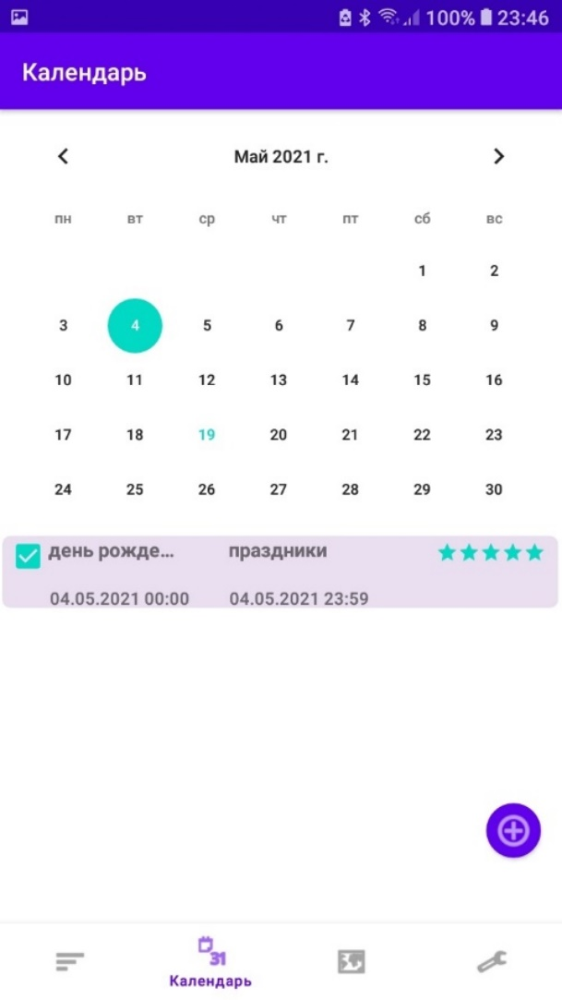 100% 23:46
Календарь
Май 2021 г.
пн вт ср чт пт сб вс
1 2
3 4 5 6 7 8 9
10 11 12 13 14 15 16
17 18 19 20 21 22 23
24 25 26 27 28 29 30
день рожде... праздники
04.05.2021 00:00 04.05.2021 23:59
31
Календарь